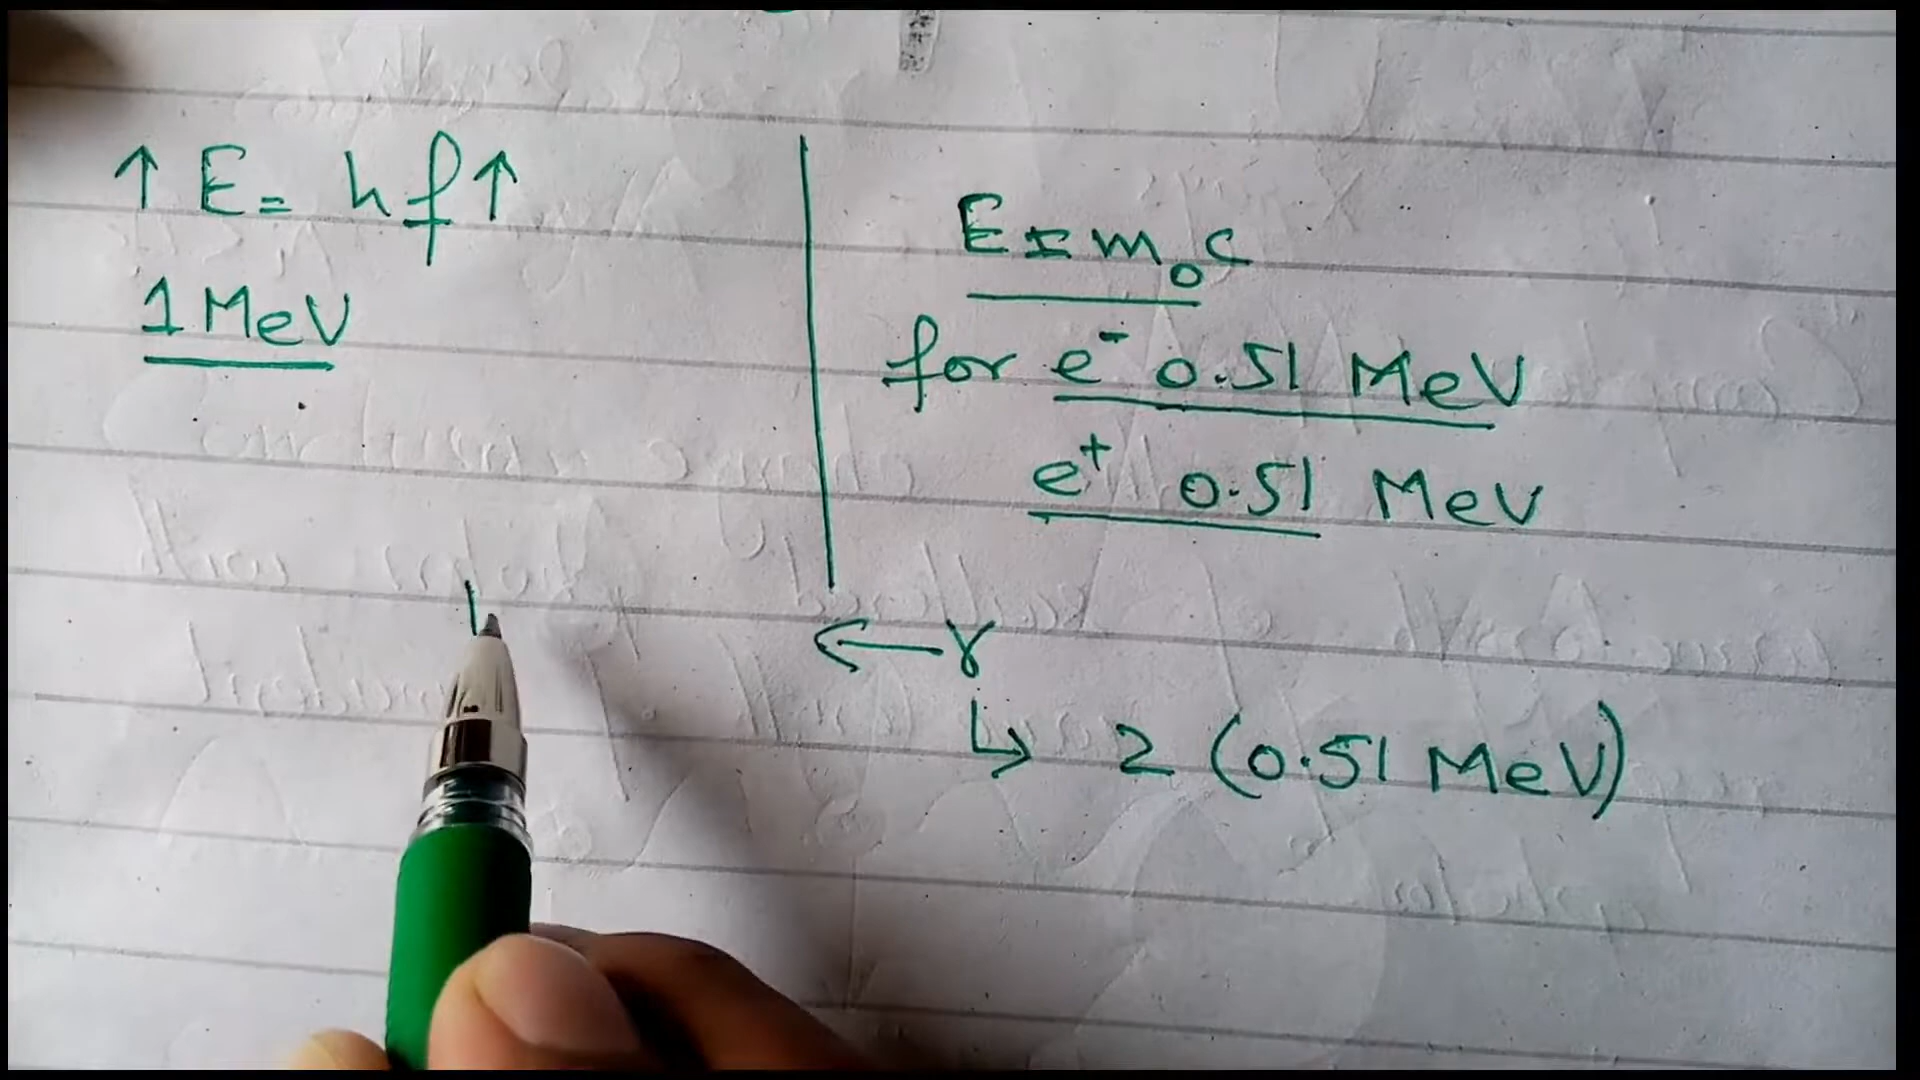 ↑ E = hf ↑
1 MeV
E = m₀c
for e⁻ 0.51 MeV
e⁺ 0.51 MeV
← γ
↳ 2 (0.51 MeV)